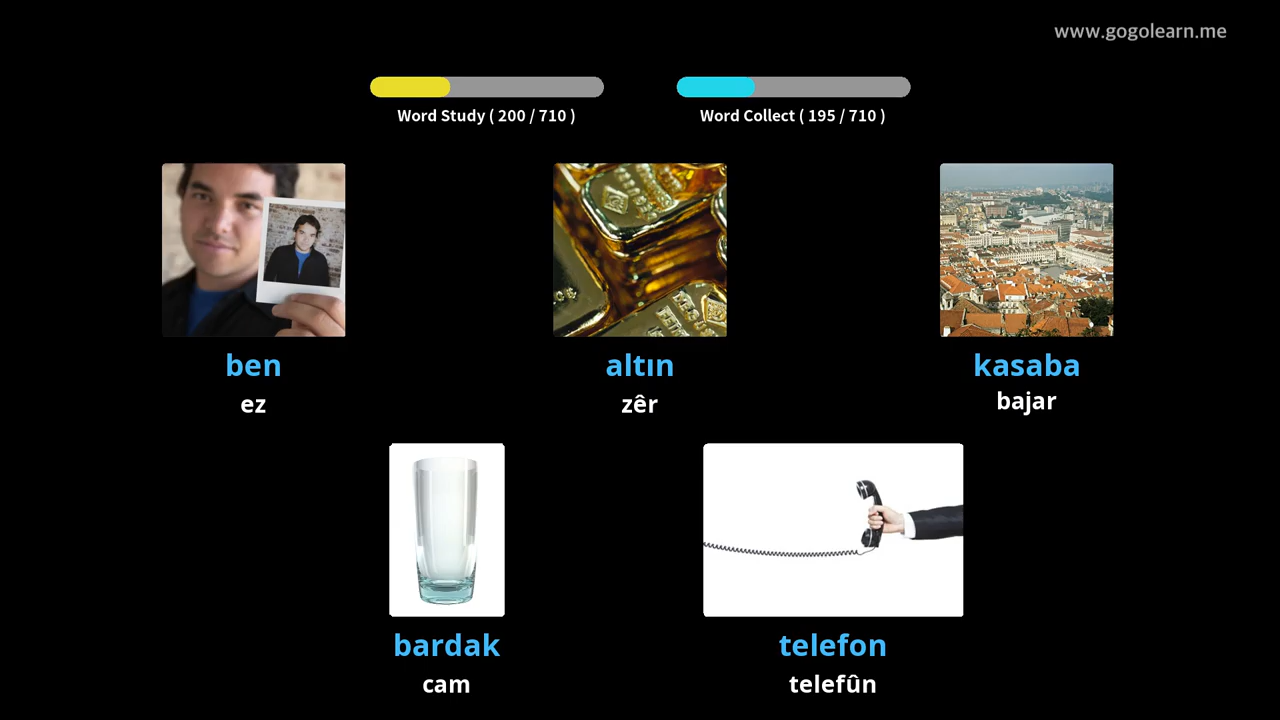 www.gogolearn.me
Word Study ( 200 / 710 )
Word Collect ( 195 / 710 )
ben
ez
altın
zêr
kasaba
bajar
bardak
cam
telefon
telefûn